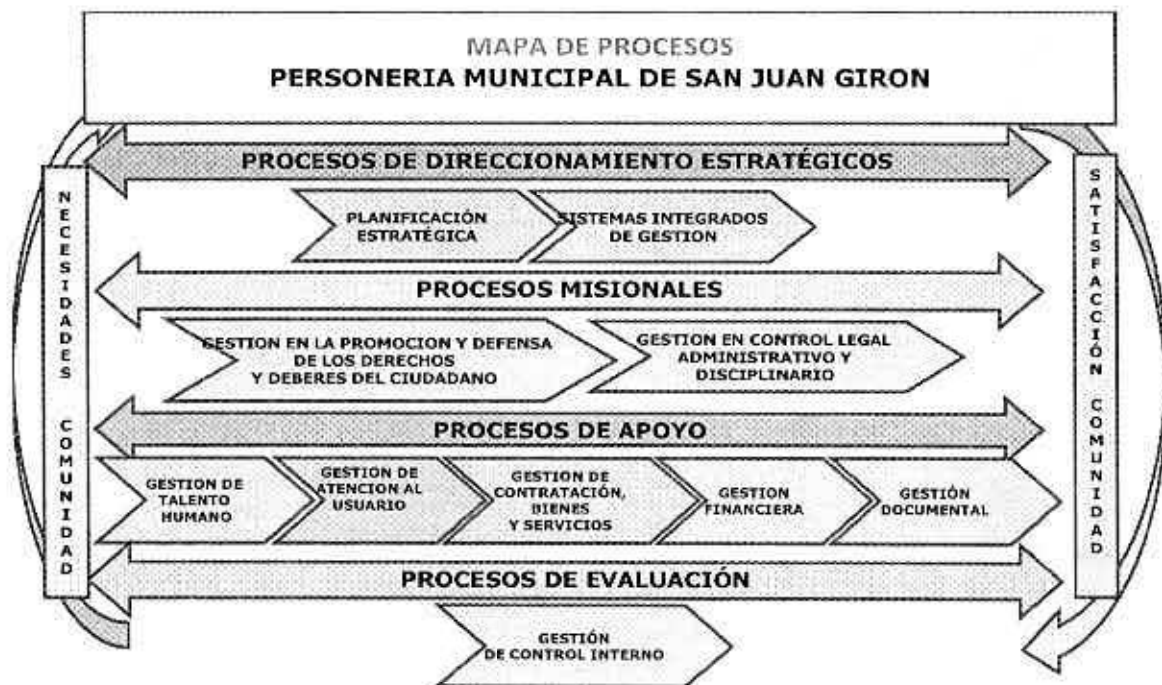 MAPA DE PROCESOS
PERSONERIA MUNICIPAL DE SAN JUAN GIRON
NECESIDADES COMUNIDAD
PROCESOS DE DIRECCIONAMIENTO ESTRATÉGICOS
PLANIFICACIÓN
ESTRATÉGICA
SISTEMAS INTEGRADOS
DE GESTION
PROCESOS MISIONALES
GESTION EN LA PROMOCION Y DEFENSA
DE LOS DERECHOS
Y DEBERES DEL CIUDADANO
GESTION EN CONTROL LEGAL
ADMINISTRATIVO Y
DISCIPLINARIO
PROCESOS DE APOYO
GESTION DE
TALENTO
HUMANO
GESTION DE
ATENCION AL
USUARIO
GESTION DE
CONTRATACIÓN,
BIENES
Y SERVICIOS
GESTION
FINANCIERA
GESTIÓN
DOCUMENTAL
PROCESOS DE EVALUACIÓN
GESTIÓN
DE CONTROL INTERNO
SATISFACCIÓN COMUNIDAD